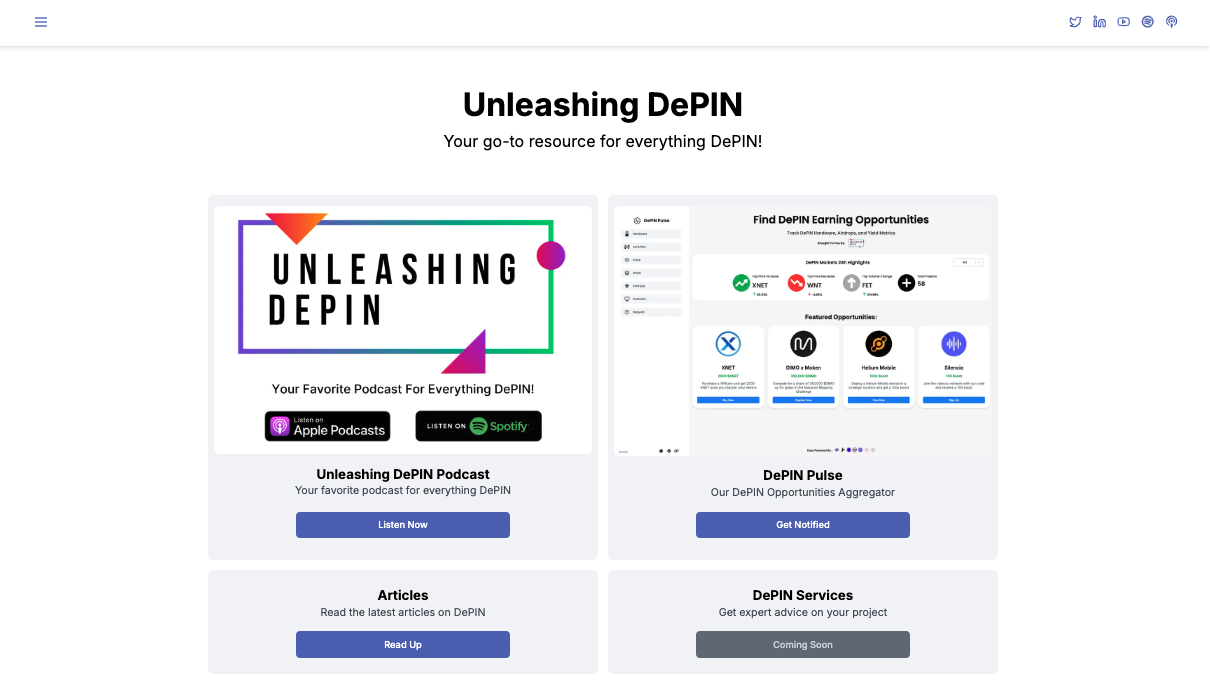 Unleashing DePIN
Your go-to resource for everything DePIN!
UNLEASHING
DEPIN
Your Favorite Podcast For Everything DePIN!
Listen on
Apple Podcasts
LISTEN ON Spotify
Unleashing DePIN Podcast
Your favorite podcast for everything DePIN
Listen Now
DePIN Pulse
Find DePIN Earning Opportunities
Track DePIN Hardware, Airdrops, and Yield Metrics
DePIN Markets 24h Highlights
All
XNET
WNT
FET
58
Featured Opportunities:
XNET
DIMO x Moken
Helium Mobile
Silencio
DePIN Pulse
Our DePIN Opportunities Aggregator
Get Notified
Articles
Read the latest articles on DePIN
Read Up
DePIN Services
Get expert advice on your project
Coming Soon